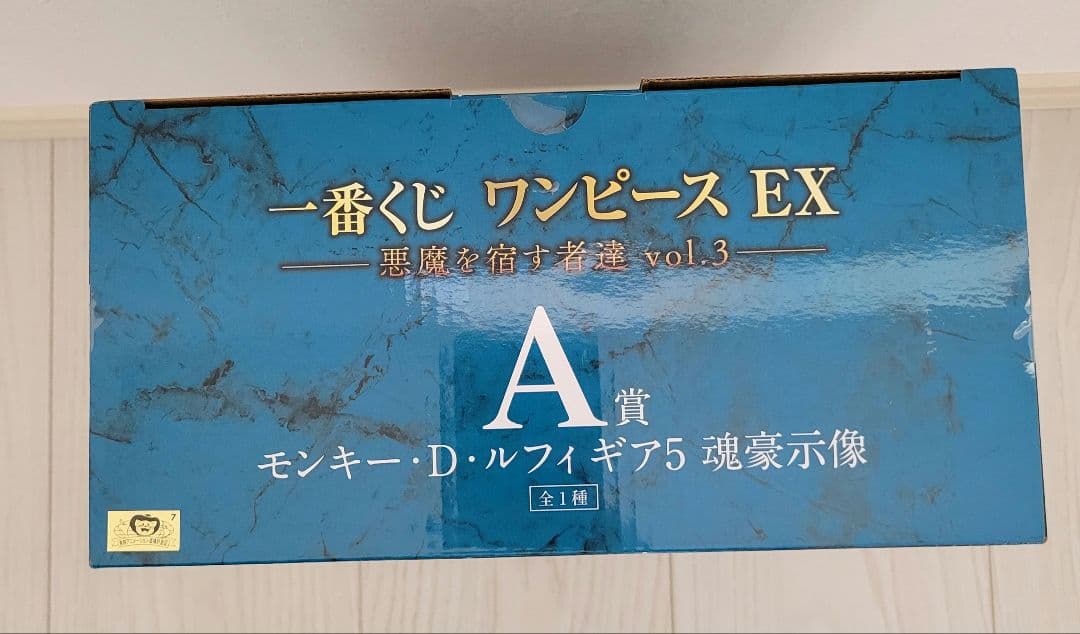 一番くじ ワンピース EX
悪魔を宿す者達 vol.3
A賞
モンキー・D・ルフィ ギア5 魂豪示像
全1種
7